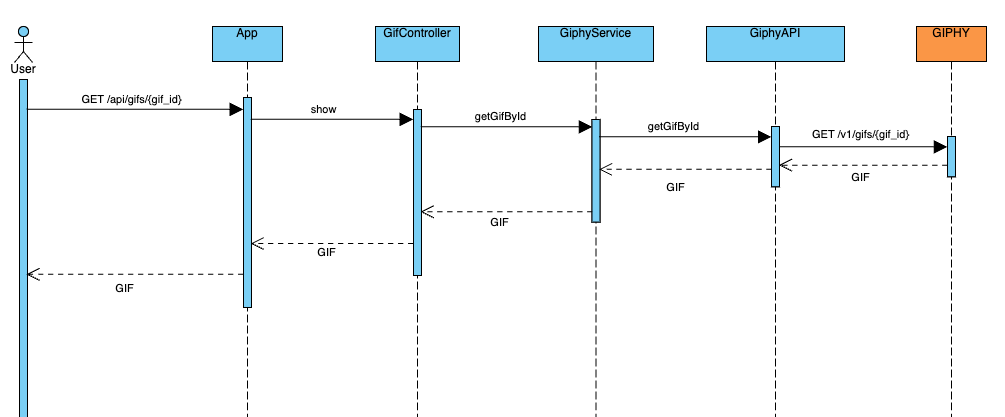 App
GifController
GiphyService
GiphyAPI
GIPHY
User
GET /api/gifs/{gif_id}
show
getGifById
getGifById
GET /v1/gifs/{gif_id}
GIF
GIF
GIF
GIF
GIF